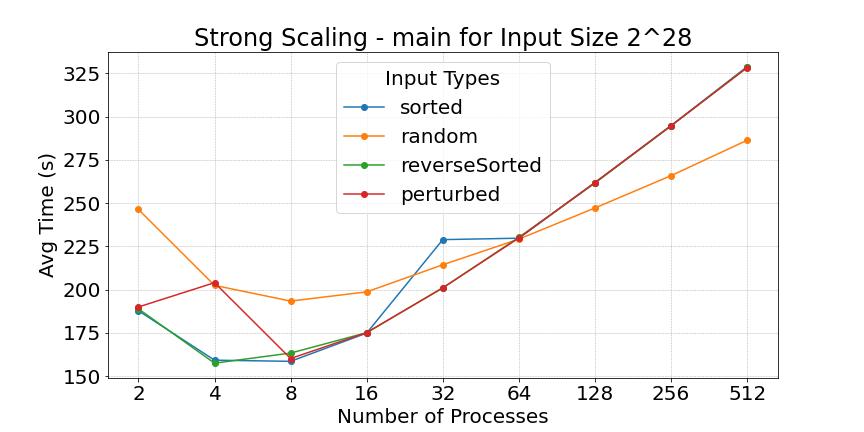 Strong Scaling - main for Input Size 2^28
325
300
275
250
225
200
175
150
Avg Time (s)
Input Types
sorted
random
reverseSorted
perturbed
2 4 8 16 32 64 128 256 512
Number of Processes